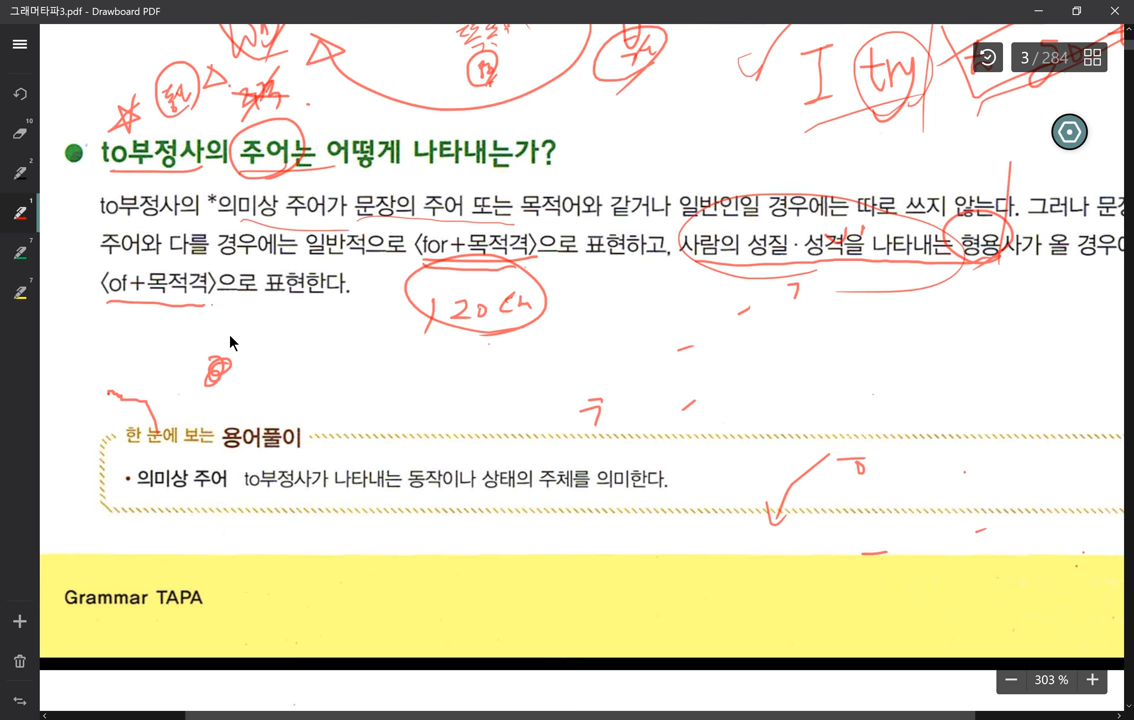 그래머타파3.pdf - Drawboard PDF
3 / 284
10
2
1
7
7
I try
to부정사의 주어는 어떻게 나타내는가?
to부정사의 *의미상 주어가 문장의 주어 또는 목적어와 같거나 일반인일 경우에는 따로 쓰지 않는다. 그러나
주어와 다를 경우에는 일반적으로 〈for+목적격〉으로 표현하고, 사람의 성질·성격을 나타내는 형용사가 올
〈of+목적격〉으로 표현한다.
한 눈에 보는 용어풀이
• 의미상 주어 to부정사가 나타내는 동작이나 상태의 주체를 의미한다.
Grammar TAPA
303 %